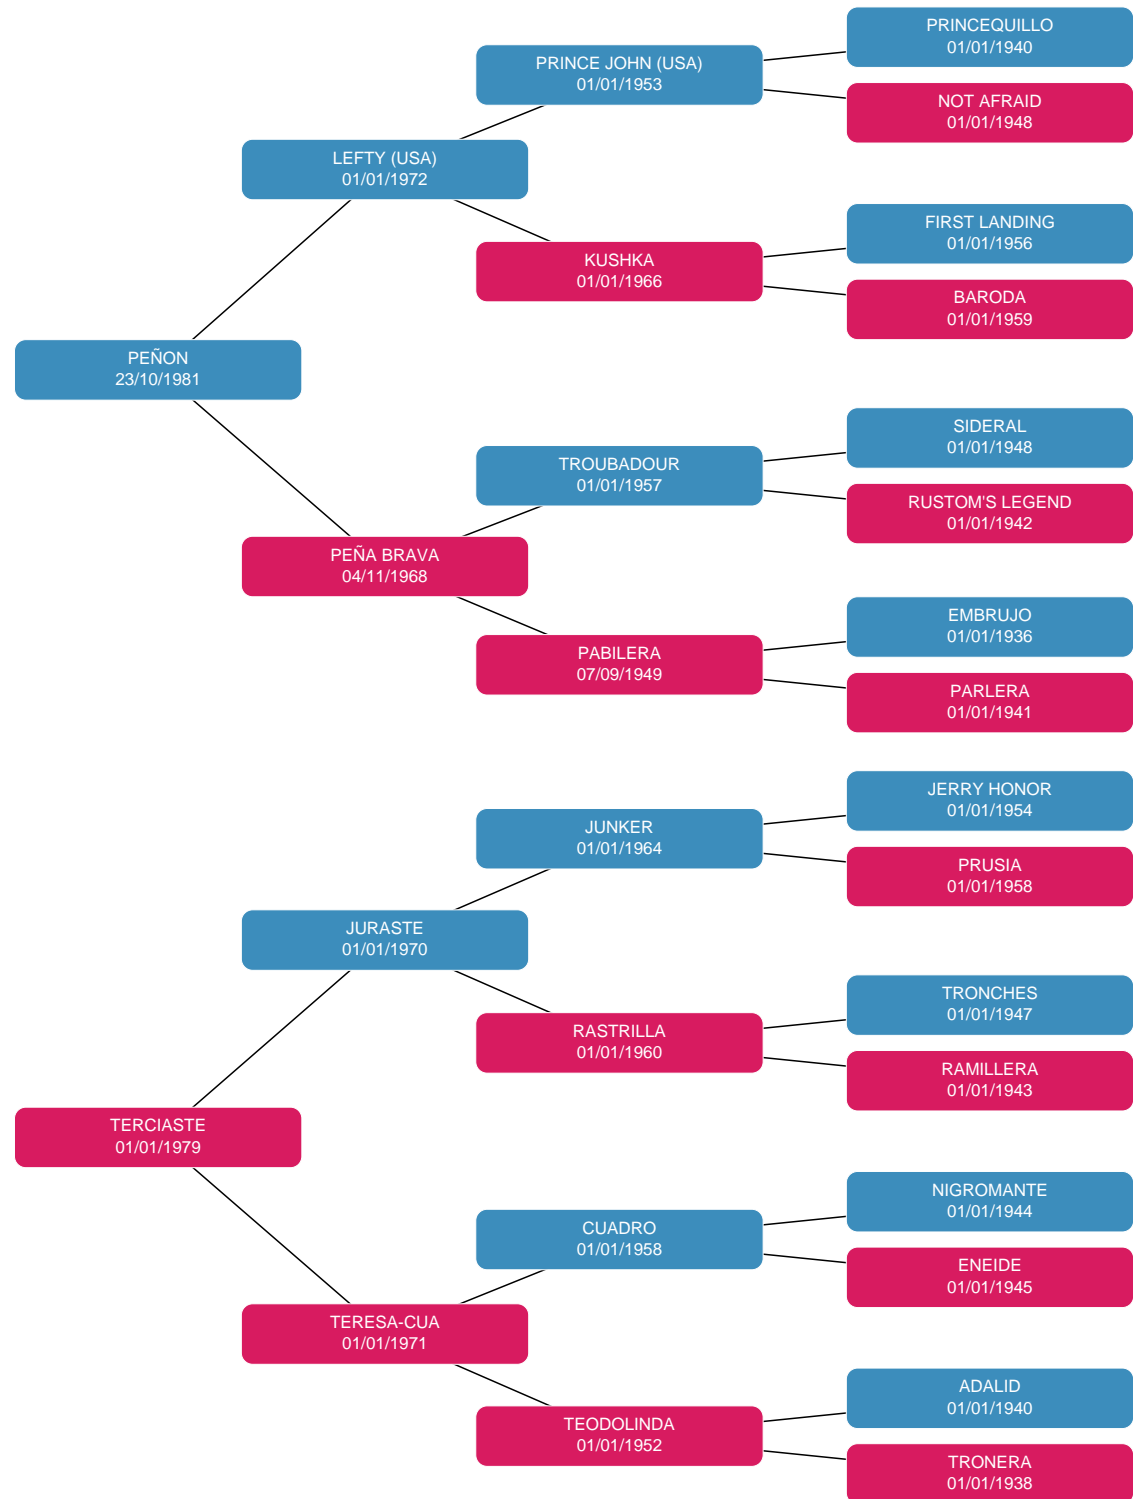 PRINCEQUILLO
01/01/1940
PRINCE JOHN (USA)
01/01/1953
NOT AFRAID
01/01/1948
LEFTY (USA)
01/01/1972
FIRST LANDING
01/01/1956
KUSHKA
01/01/1966
BARODA
01/01/1959
PEÑON
23/10/1981
SIDERAL
01/01/1948
TROUBADOUR
01/01/1957
RUSTOM'S LEGEND
01/01/1942
PEÑA BRAVA
04/11/1968
EMBRUJO
01/01/1936
PABILERA
07/09/1949
PARLERA
01/01/1941
JERRY HONOR
01/01/1954
JUNKER
01/01/1964
PRUSIA
01/01/1958
JURASTE
01/01/1970
TRONCHES
01/01/1947
RASTRILLA
01/01/1960
RAMILLERA
01/01/1943
TERCIASTE
01/01/1979
NIGROMANTE
01/01/1944
CUADRO
01/01/1958
ENEIDE
01/01/1945
TERESA-CUA
01/01/1971
ADALID
01/01/1940
TEODOLINDA
01/01/1952
TRONERA
01/01/1938